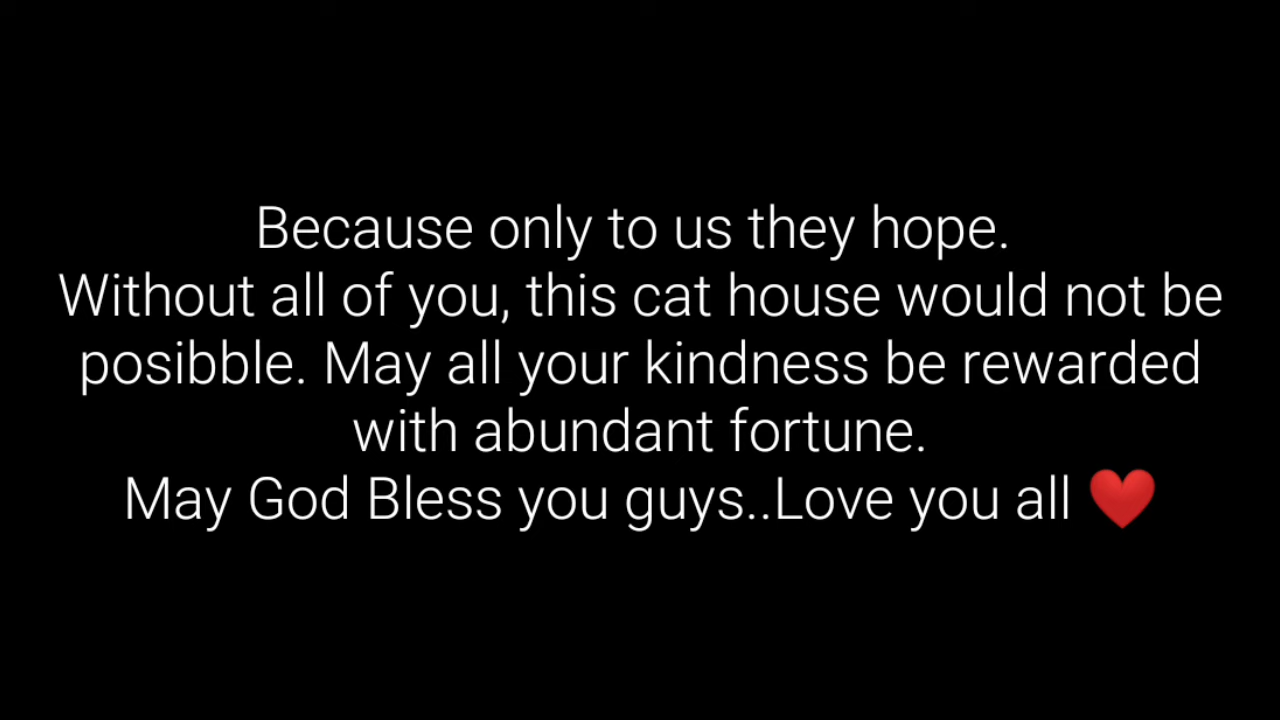 Because only to us they hope.
Without all of you, this cat house would not be
posibble. May all your kindness be rewarded
with abundant fortune.
May God Bless you guys..Love you all ❤️